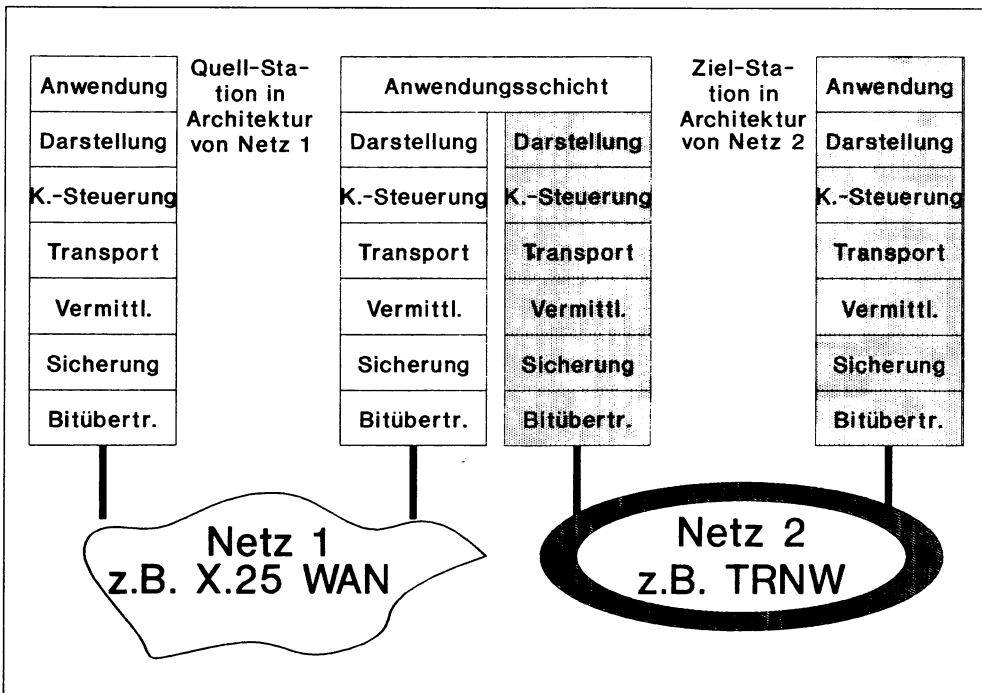 Anwendung
Darstellung
K.-Steuerung
Transport
Vermittl.
Sicherung
Bitübertr.
Quell-Sta-
tion in
Architektur
von Netz 1
Anwendungsschicht
Darstellung
K.-Steuerung
Transport
Vermittl.
Sicherung
Bitübertr.
Darstellung
K.-Steuerung
Transport
Vermittl.
Sicherung
Bitübertr.
Ziel-Sta-
tion in
Architektur
von Netz 2
Anwendung
Darstellung
K.-Steuerung
Transport
Vermittl.
Sicherung
Bitübertr.
Netz 1
z.B. X.25 WAN
Netz 2
z.B. TRNW